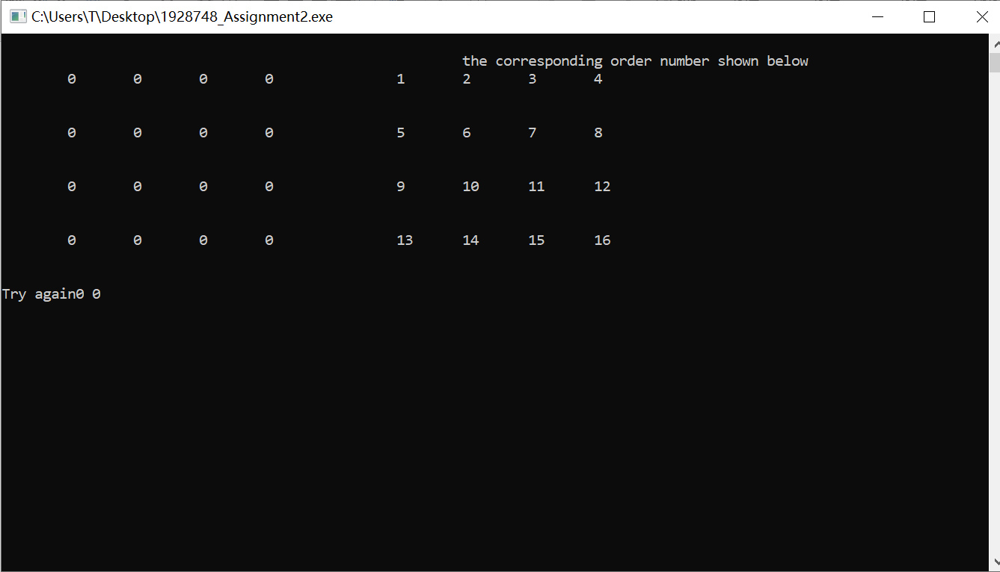 C:\Users\T\Desktop\1928748_Assignment2.exe
the corresponding order number shown below
0 0 0 0 1 2 3 4
0 0 0 0 5 6 7 8
0 0 0 0 9 10 11 12
0 0 0 0 13 14 15 16
Try again0 0